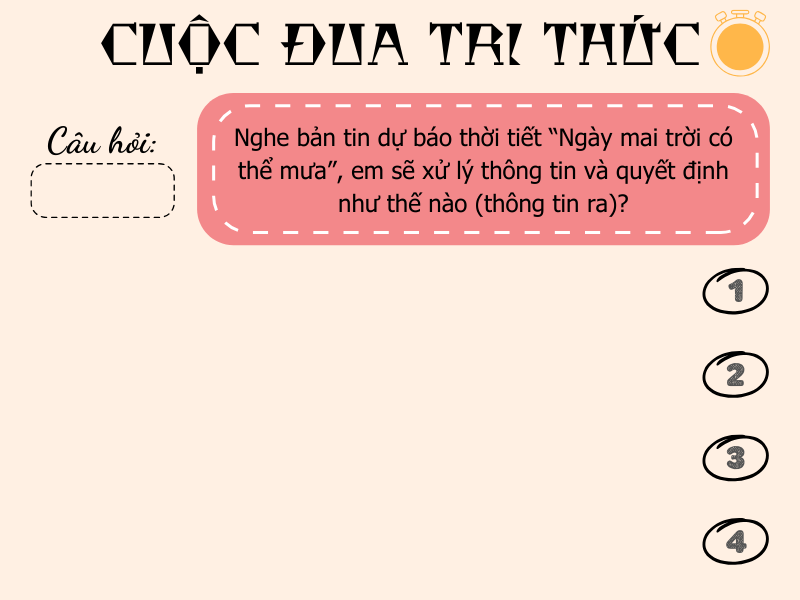 CUỘC ĐUA TRI THỨC
Câu hỏi:
Nghe bản tin dự báo thời tiết “Ngày mai trời có
thể mưa”, em sẽ xử lý thông tin và quyết định
như thế nào (thông tin ra)?
1
2
3
4